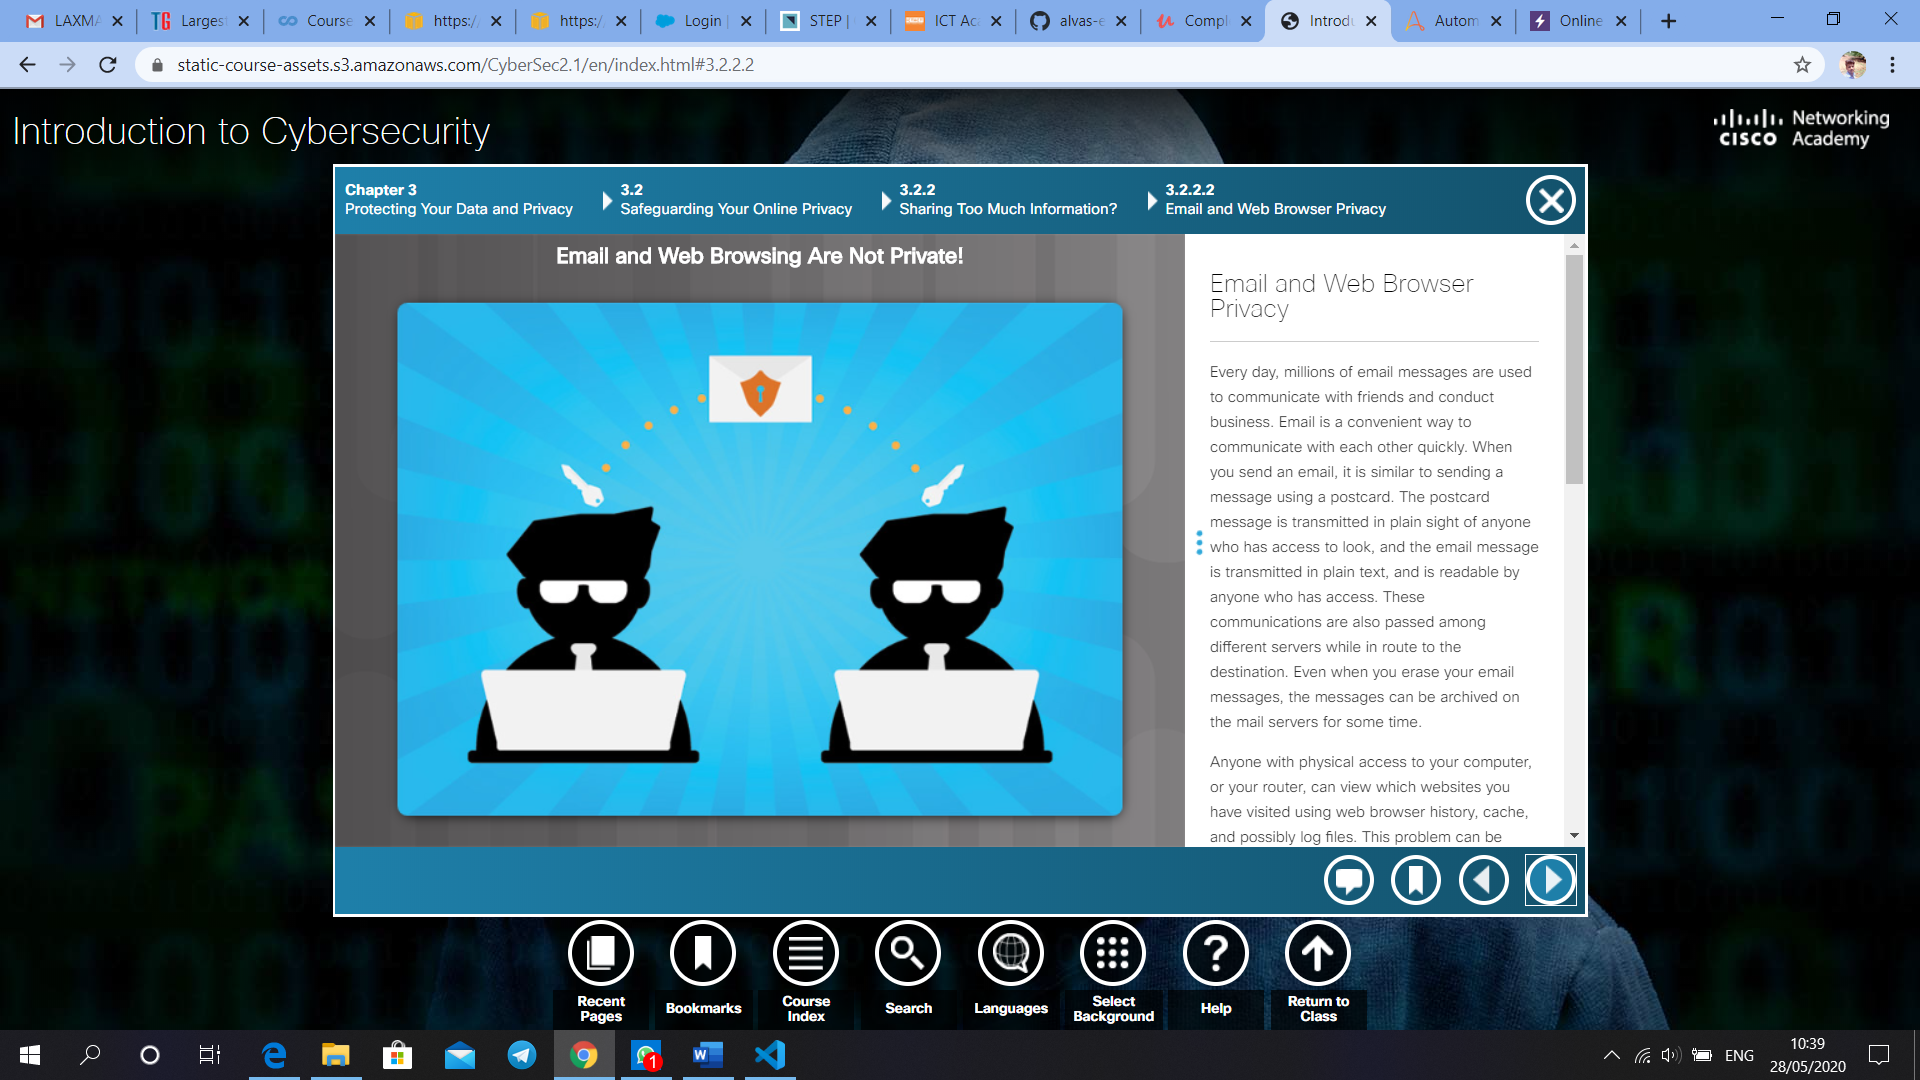 LAXMA
Largest
Course
https:/
https:/
Login
STEP |
ICT Aca
alvas-e
Compl
Introdu
Autom
Online
static-course-assets.s3.amazonaws.com/CyberSec2.1/en/index.html#3.2.2.2
Introduction to Cybersecurity
CISCO Networking Academy
Chapter 3
Protecting Your Data and Privacy
3.2
Safeguarding Your Online Privacy
3.2.2
Sharing Too Much Information?
3.2.2.2
Email and Web Browser Privacy
Email and Web Browsing Are Not Private!
Email and Web Browser
Privacy
Every day, millions of email messages are used
to communicate with friends and conduct
business. Email is a convenient way to
communicate with each other quickly. When
you send an email, it is similar to sending a
message using a postcard. The postcard
message is transmitted in plain sight of anyone
who has access to look, and the email message
is transmitted in plain text, and is readable by
anyone who has access. These
communications are also passed among
different servers while in route to the
destination. Even when you erase your email
messages, the messages can be archived on
the mail servers for some time.
Anyone with physical access to your computer,
or your router, can view which websites you
have visited using web browser history, cache,
and possibly log files. This problem can be
Recent
Pages
Bookmarks
Course
Index
Search
Languages
Select
Background
Help
Return to
Class
1
ENG
10:39
28/05/2020